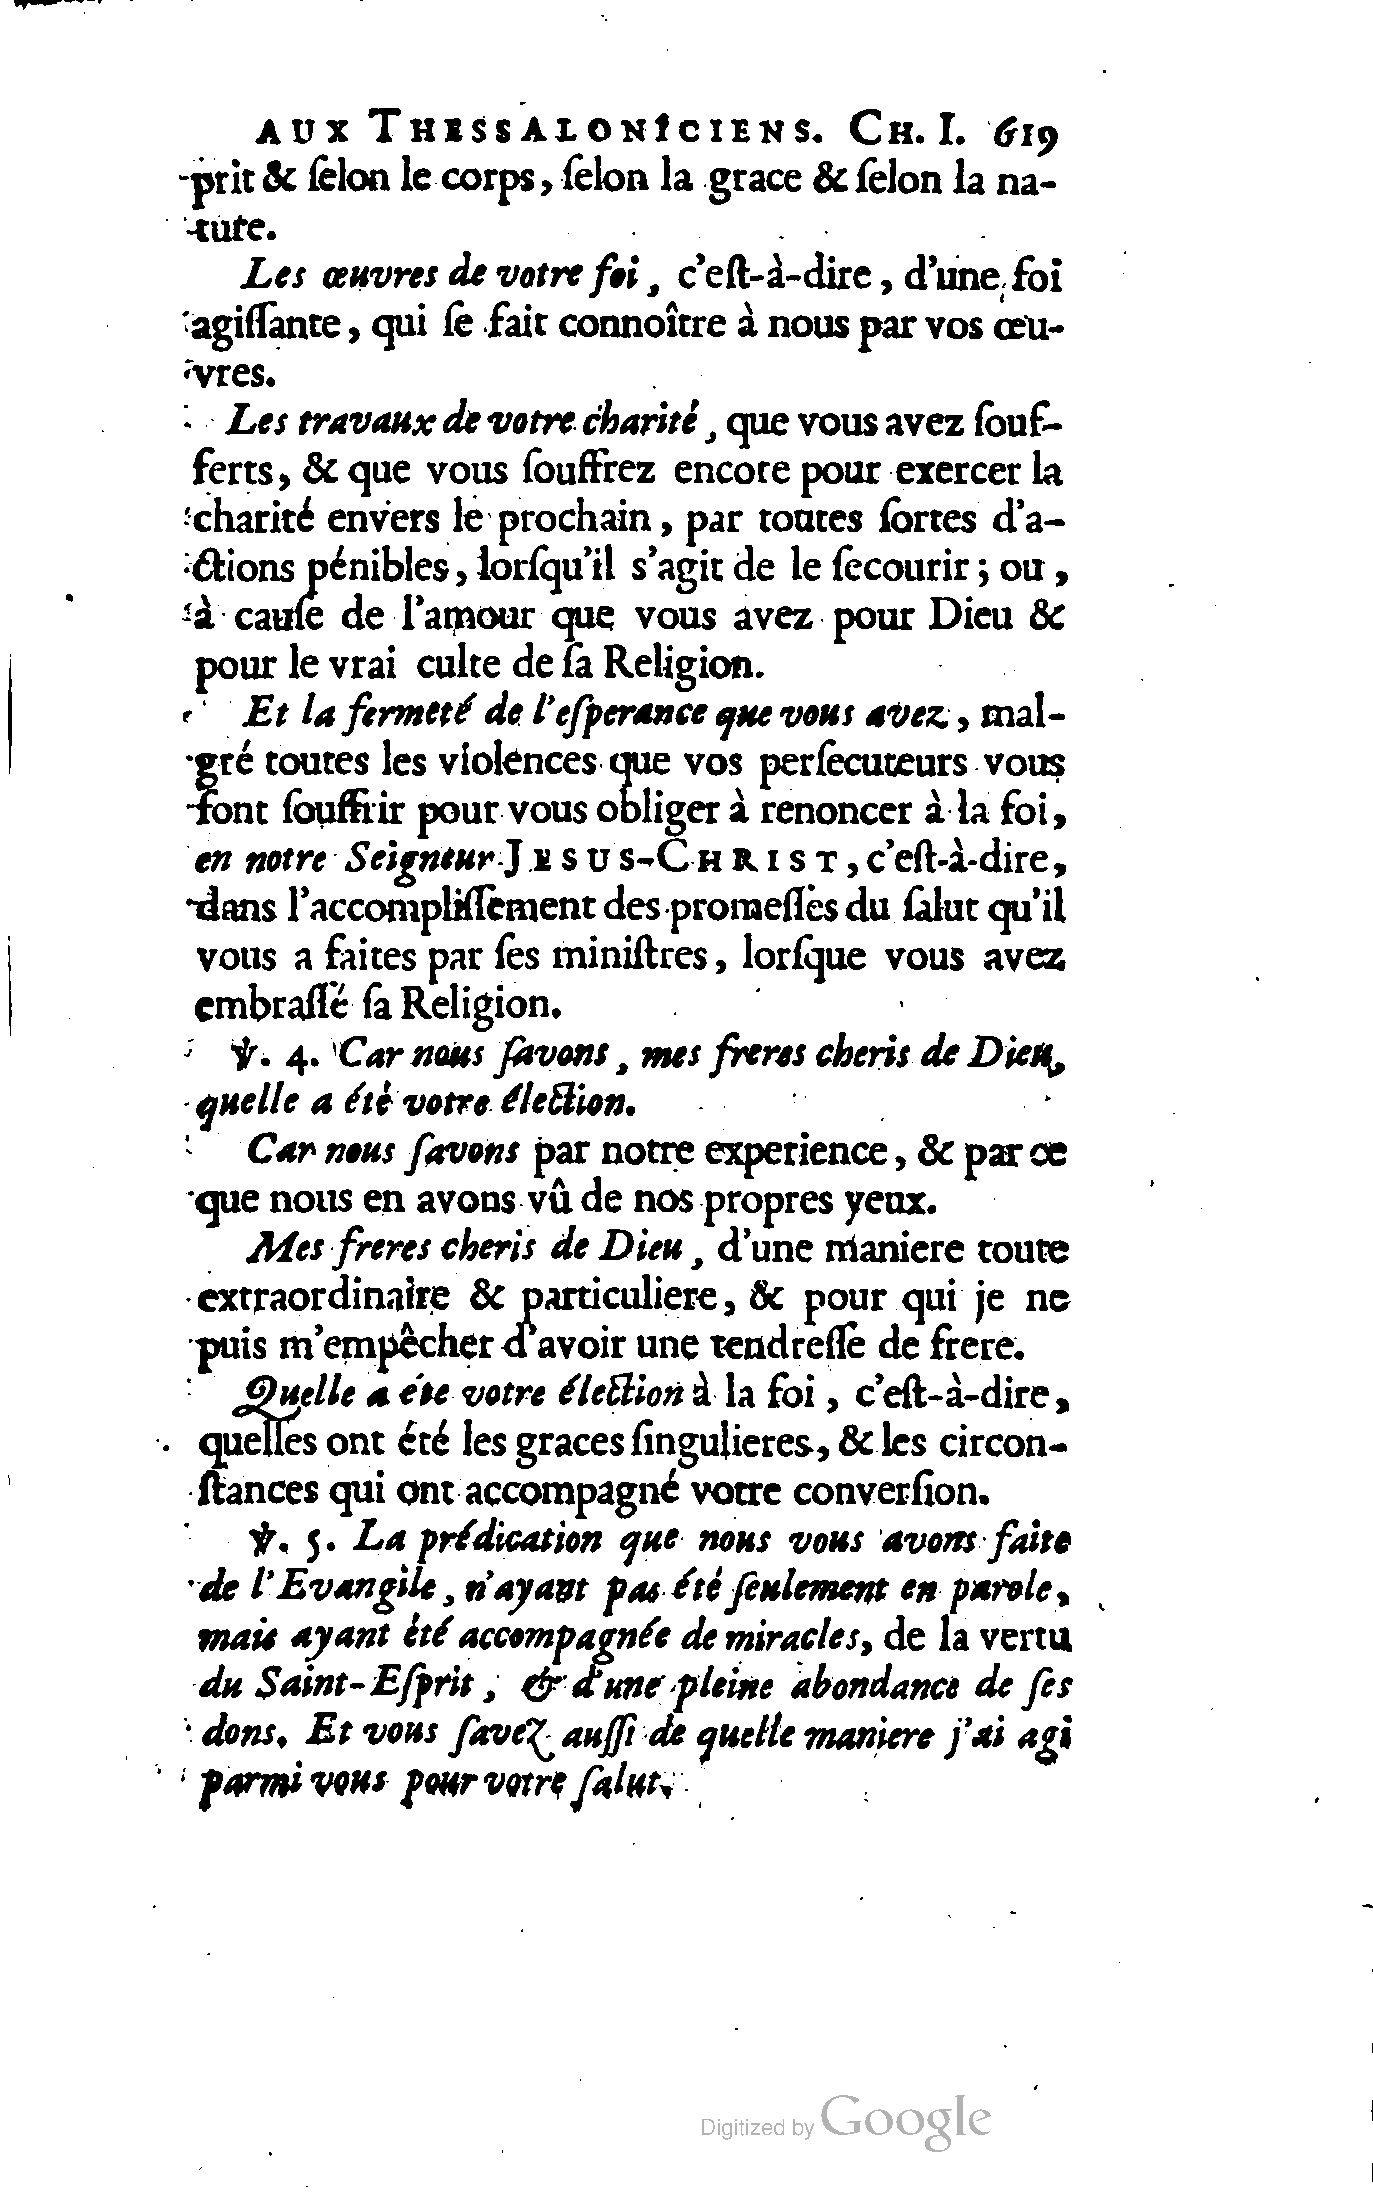 AUX THESSALONICIENS. CH. I. 619
prit & ſelon le corps, ſelon la grace & ſelon la na-
ture.
Les œuvres de votre foi, c'eſt-à-dire, d'une foi
agiſſante, qui ſe fait connoître à nous par vos œu-
vres.
Les travaux de votre charité, que vous avez ſouf-
ferts, & que vous ſouffrez encore pour exercer la
charité envers le prochain, par toutes ſortes d'a-
ctions pénibles, lorſqu'il s'agit de le ſecourir; ou,
à cauſe de l'amour que vous avez pour Dieu &
pour le vrai culte de ſa Religion.
Et la fermeté de l'eſperance que vous avez, mal-
gré toutes les violences que vos perſecuteurs vous
font ſouffrir pour vous obliger à renoncer à la foi,
en notre Seigneur JESUS-CHRIST, c'eſt-à-dire,
dans l'accompliſſement des promeſſes du ſalut qu'il
vous a faites par ſes miniſtres, lorſque vous avez
embraſſé ſa Religion.
℣. 4. Car nous ſavons, mes freres cheris de Dieu,
quelle a été votre élection.
Car nous ſavons par notre experience, & par ce
que nous en avons vû de nos propres yeux.
Mes freres cheris de Dieu, d'une maniere toute
extraordinaire & particuliere, & pour qui je ne
puis m'empêcher d'avoir une tendreſſe de frere.
Quelle a éte votre élection à la foi, c'eſt-à-dire,
quelles ont été les graces ſingulieres, & les circon-
ſtances qui ont accompagné votre converſion.
℣. 5. La prédication que nous vous avons faite
de l'Evangile, n'ayant pas été ſeulement en parole,
mais ayant été accompagnée de miracles, de la vertu
du Saint-Eſprit, & d'une pleine abondance de ſes
dons. Et vous ſavez auſſi de quelle maniere j'ai agi
parmi vous pour votre ſalut.
Digitized by Google